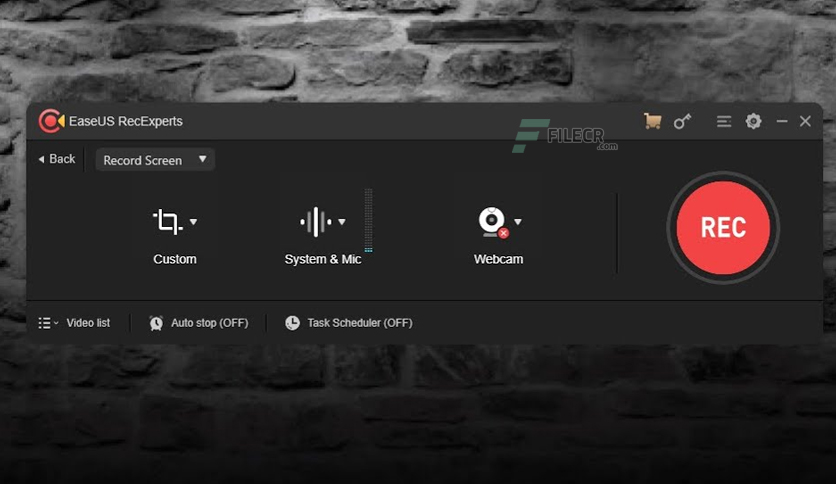 EaseUS RecExperts
FILECR
.com
Back
Record Screen
REC
Custom
System & Mic
Webcam
Video list
Auto stop (OFF)
Task Scheduler (OFF)